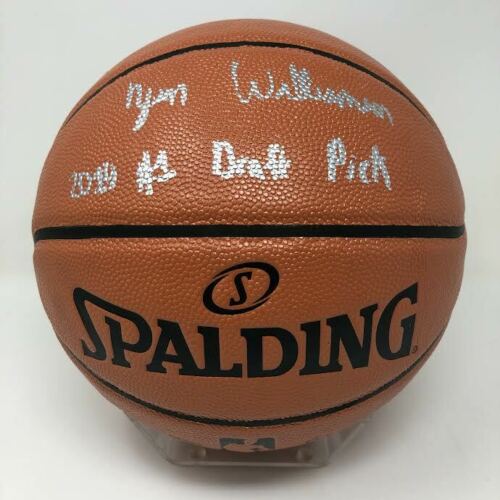 Zion Williamson
2019 #1 Draft Pick
S
SPALDING